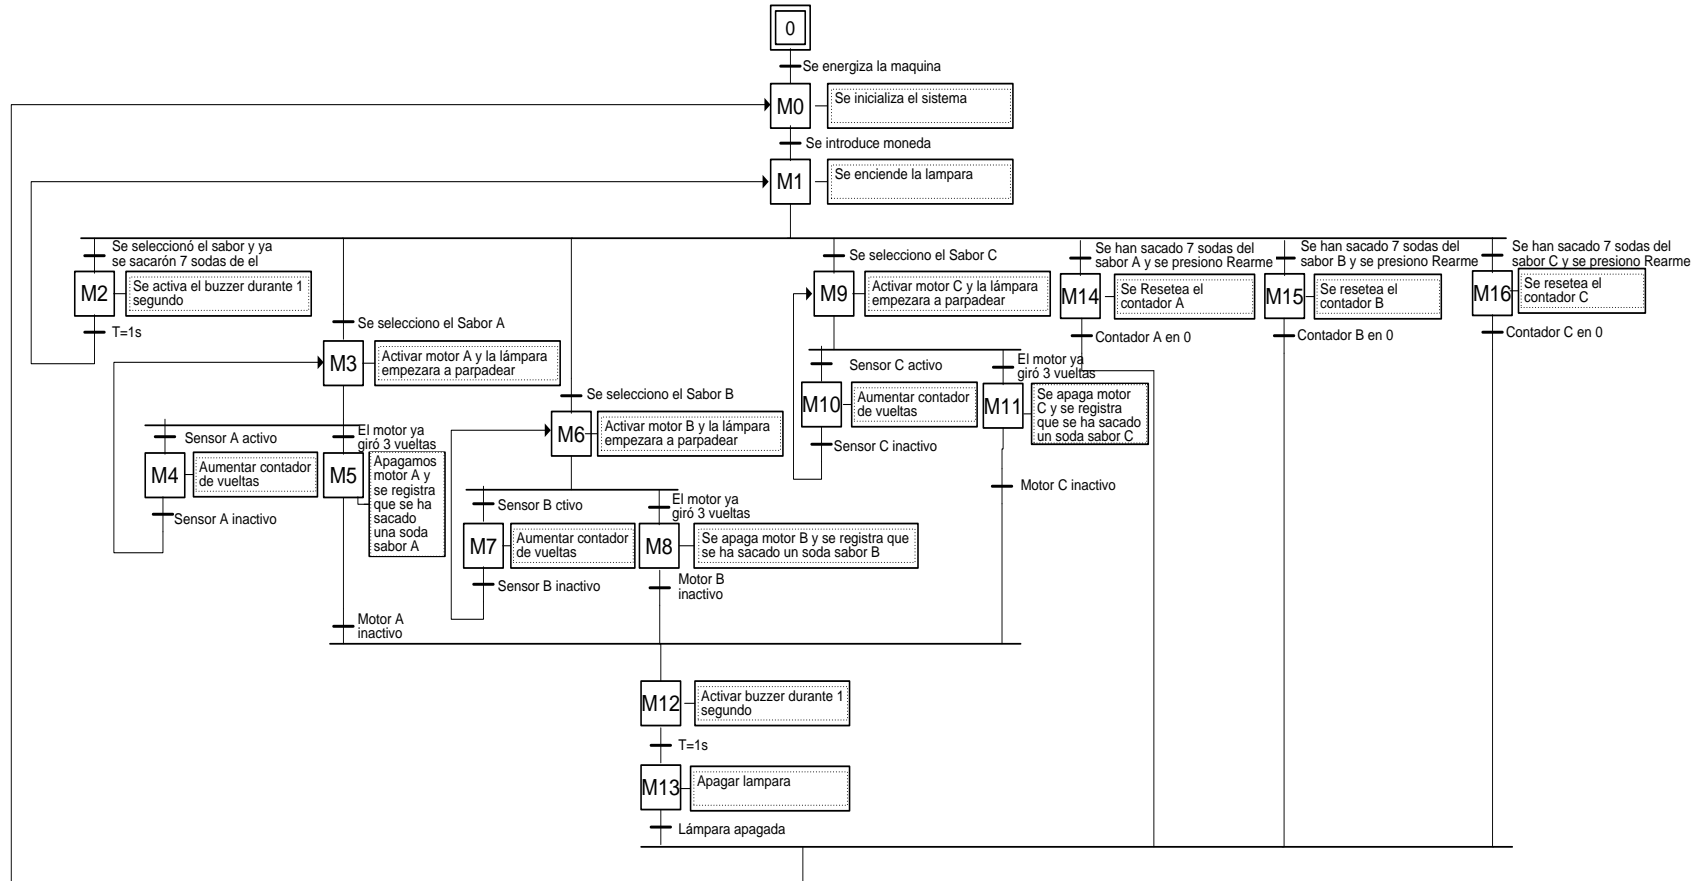 0
Se energiza la maquina
M0
Se inicializa el sistema
Se introduce moneda
M1
Se enciende la lampara
Se seleccionó el sabor y ya
se sacarón 7 sodas de el
M2
Se activa el buzzer durante 1
segundo
T=1s
Se selecciono el Sabor A
M3
Activar motor A y la lámpara
empezara a parpadear
Sensor A activo
M4
Aumentar contador
de vueltas
Sensor A inactivo
El motor ya
giró 3 vueltas
M5
Apagamos
motor A y
se registra
que se ha
sacado
una soda
sabor A
Motor A
inactivo
Se selecciono el Sabor B
M6
Activar motor B y la lámpara
empezara a parpadear
Sensor B ctivo
M7
Aumentar contador
de vueltas
Sensor B inactivo
El motor ya
giró 3 vueltas
M8
Se apaga motor B y se registra que
se ha sacado un soda sabor B
Motor B
inactivo
Se selecciono el Sabor C
M9
Activar motor C y la lámpara
empezara a parpadear
Sensor C activo
M10
Aumentar contador
de vueltas
Sensor C inactivo
El motor ya
giró 3 vueltas
M11
Se apaga motor
C y se registra
que se ha sacado
un soda sabor C
Motor C inactivo
Se han sacado 7 sodas del
sabor A y se presiono Rearme
M14
Se Resetea el
contador A
Contador A en 0
Se han sacado 7 sodas del
sabor B y se presiono Rearme
M15
Se resetea el
contador B
Contador B en 0
Se han sacado 7 sodas del
sabor C y se presiono Rearme
M16
Se resetea el
contador C
Contador C en 0
M12
Activar buzzer durante 1
segundo
T=1s
M13
Apagar lampara
Lámpara apagada